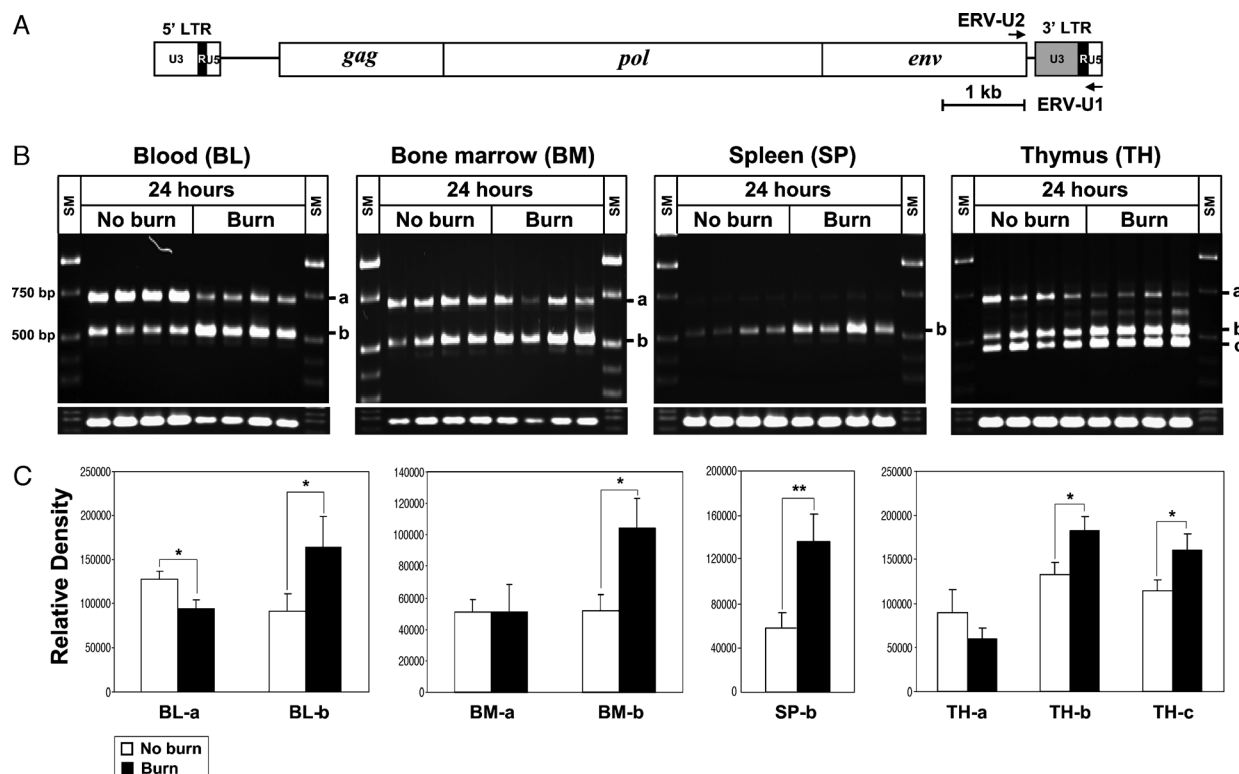 A
5’ LTR
ERV-U2
3’ LTR
U3 R U5
gag
pol
env
U3 R U5
1 kb
ERV-U1
B
Blood (BL)
Bone marrow (BM)
Spleen (SP)
Thymus (TH)
SM 24 hours SM
No burn Burn
SM 24 hours SM
No burn Burn
SM 24 hours SM
No burn Burn
SM 24 hours SM
No burn Burn
750 bp
500 bp
a
b
a
b
b
a
b
c
C
Relative Density
250000
200000
150000
100000
50000
0
*
*
BL-a BL-b
140000
120000
100000
80000
60000
40000
20000
0
*
BM-a BM-b
200000
160000
120000
80000
40000
0
**
SP-b
250000
200000
150000
100000
50000
0
*
*
TH-a TH-b TH-c
No burn
Burn